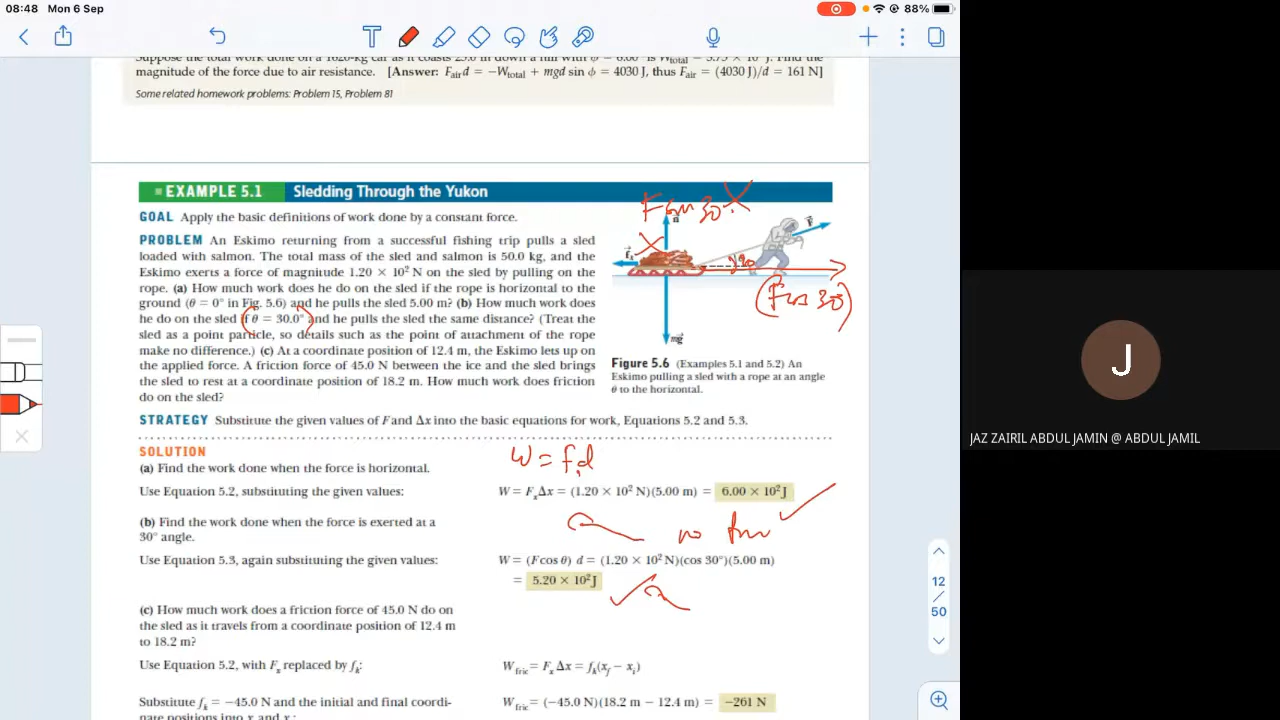 08:48 Mon 6 Sep
88%
magnitude of the force due to air resistance. [Answer: F_air d = −W_total + mgd sin ϕ = 4030 J, thus F_air = (4030 J)/d = 161 N]
Some related homework problems: Problem 15, Problem 81
EXAMPLE 5.1 Sledding Through the Yukon
GOAL Apply the basic definitions of work done by a constant force.
PROBLEM An Eskimo returning from a successful fishing trip pulls a sled
loaded with salmon. The total mass of the sled and salmon is 50.0 kg, and the
Eskimo exerts a force of magnitude 1.20 × 10² N on the sled by pulling on the
rope. (a) How much work does he do on the sled if the rope is horizontal to the
ground (θ = 0° in Fig. 5.6) and he pulls the sled 5.00 m? (b) How much work does
he do on the sled if θ = 30.0° and he pulls the sled the same distance? (Treat the
sled as a point particle, so details such as the point of attachment of the rope
make no difference.) (c) At a coordinate position of 12.4 m, the Eskimo lets up on
the applied force. A friction force of 45.0 N between the ice and the sled brings
the sled to rest at a coordinate position of 18.2 m. How much work does friction
do on the sled?
F sin 30
n
F
f_k
(F cos 30)
mg
Figure 5.6 (Examples 5.1 and 5.2) An
Eskimo pulling a sled with a rope at an angle
θ to the horizontal.
STRATEGY Substitute the given values of F and Δx into the basic equations for work, Equations 5.2 and 5.3.
SOLUTION
W = F.d
(a) Find the work done when the force is horizontal.
Use Equation 5.2, substituting the given values: W = F_x Δx = (1.20 × 10² N)(5.00 m) = 6.00 × 10² J
(b) Find the work done when the force is exerted at a
30° angle.
no
Use Equation 5.3, again substituting the given values: W = (F cos θ) d = (1.20 × 10² N)(cos 30°)(5.00 m)
= 5.20 × 10² J
(c) How much work does a friction force of 45.0 N do on
the sled as it travels from a coordinate position of 12.4 m
to 18.2 m?
Use Equation 5.2, with F_x replaced by f_k: W_fric = F_x Δx = f_k(x_f − x_i)
Substitute f_k = −45.0 N and the initial and final coordi- W_fric = (−45.0 N)(18.2 m − 12.4 m) = −261 N
12
50
J
JAZ ZAIRIL ABDUL JAMIN @ ABDUL JAMIL